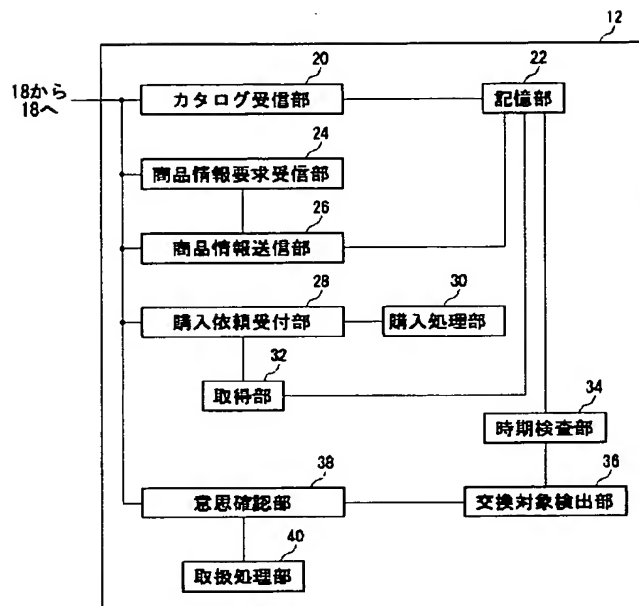 12
18から
18へ
20
カタログ受信部
22
記憶部
24
商品情報要求受信部
26
商品情報送信部
28
購入依頼受付部
30
購入処理部
32
取得部
34
時期検査部
36
交換対象検出部
38
意思確認部
40
取扱処理部